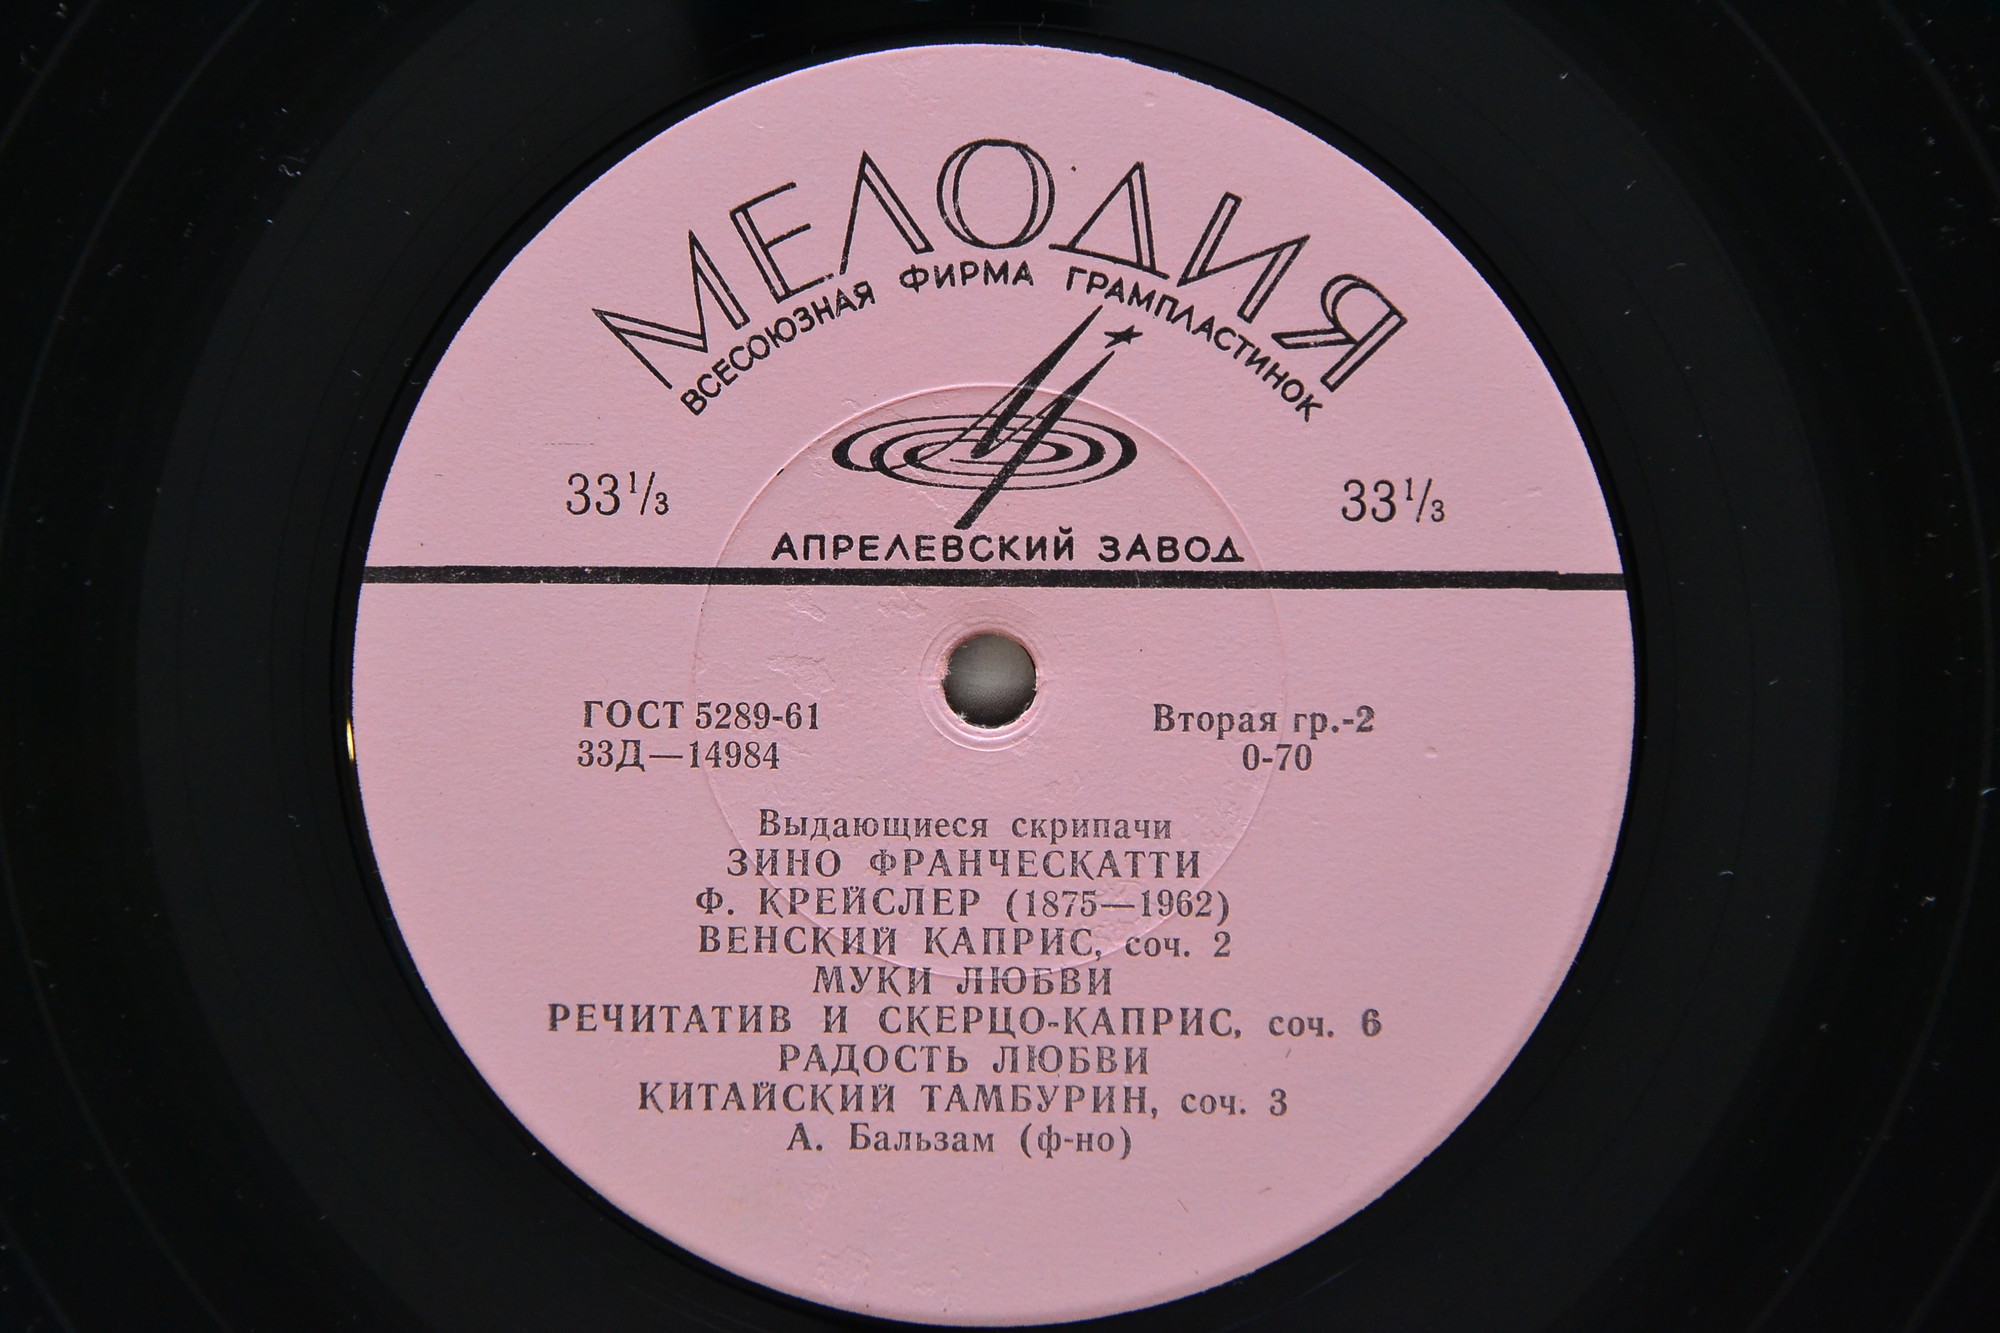 МЕЛОДИЯ
ВСЕСОЮЗНАЯ ФИРМА ГРАМПЛАСТИНОК
33⅓ 33⅓
АПРЕЛЕВСКИЙ ЗАВОД
ГОСТ 5289-61 Вторая гр.-2
33Д—14984 0-70
Выдающиеся скрипачи
ЗИНО ФРАНЧЕСКАТТИ
Ф. КРЕЙСЛЕР (1875—1962)
ВЕНСКИЙ КАПРИС, соч. 2
МУКИ ЛЮБВИ
РЕЧИТАТИВ И СКЕРЦО-КАПРИС, соч. 6
РАДОСТЬ ЛЮБВИ
КИТАЙСКИЙ ТАМБУРИН, соч. 3
А. Бальзам (ф-но)